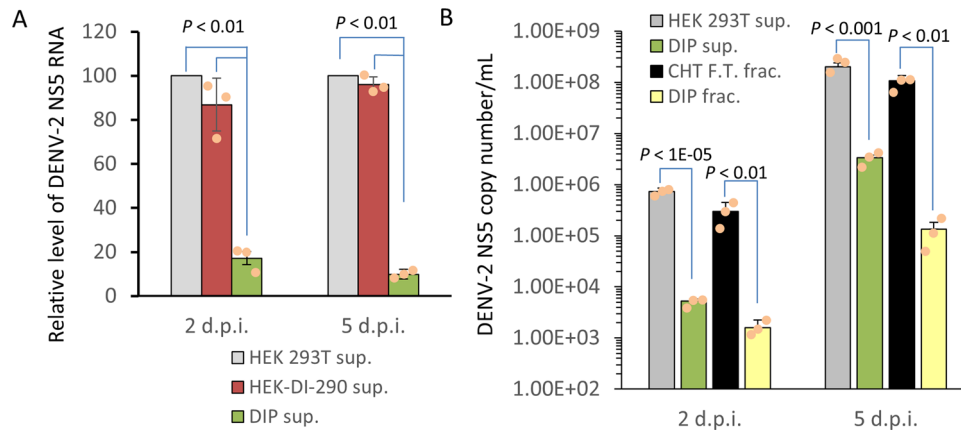 A
P < 0.01
P < 0.01
Relative level of DENV-2 NS5 RNA
120
100
80
60
40
20
0
2 d.p.i.
5 d.p.i.
HEK 293T sup.
HEK-DI-290 sup.
DIP sup.
B
HEK 293T sup.
DIP sup.
CHT F.T. frac.
DIP frac.
P < 0.001
P < 0.01
P < 1E-05
P < 0.01
DENV-2 NS5 copy number/mL
1.00E+09
1.00E+08
1.00E+07
1.00E+06
1.00E+05
1.00E+04
1.00E+03
1.00E+02
2 d.p.i.
5 d.p.i.